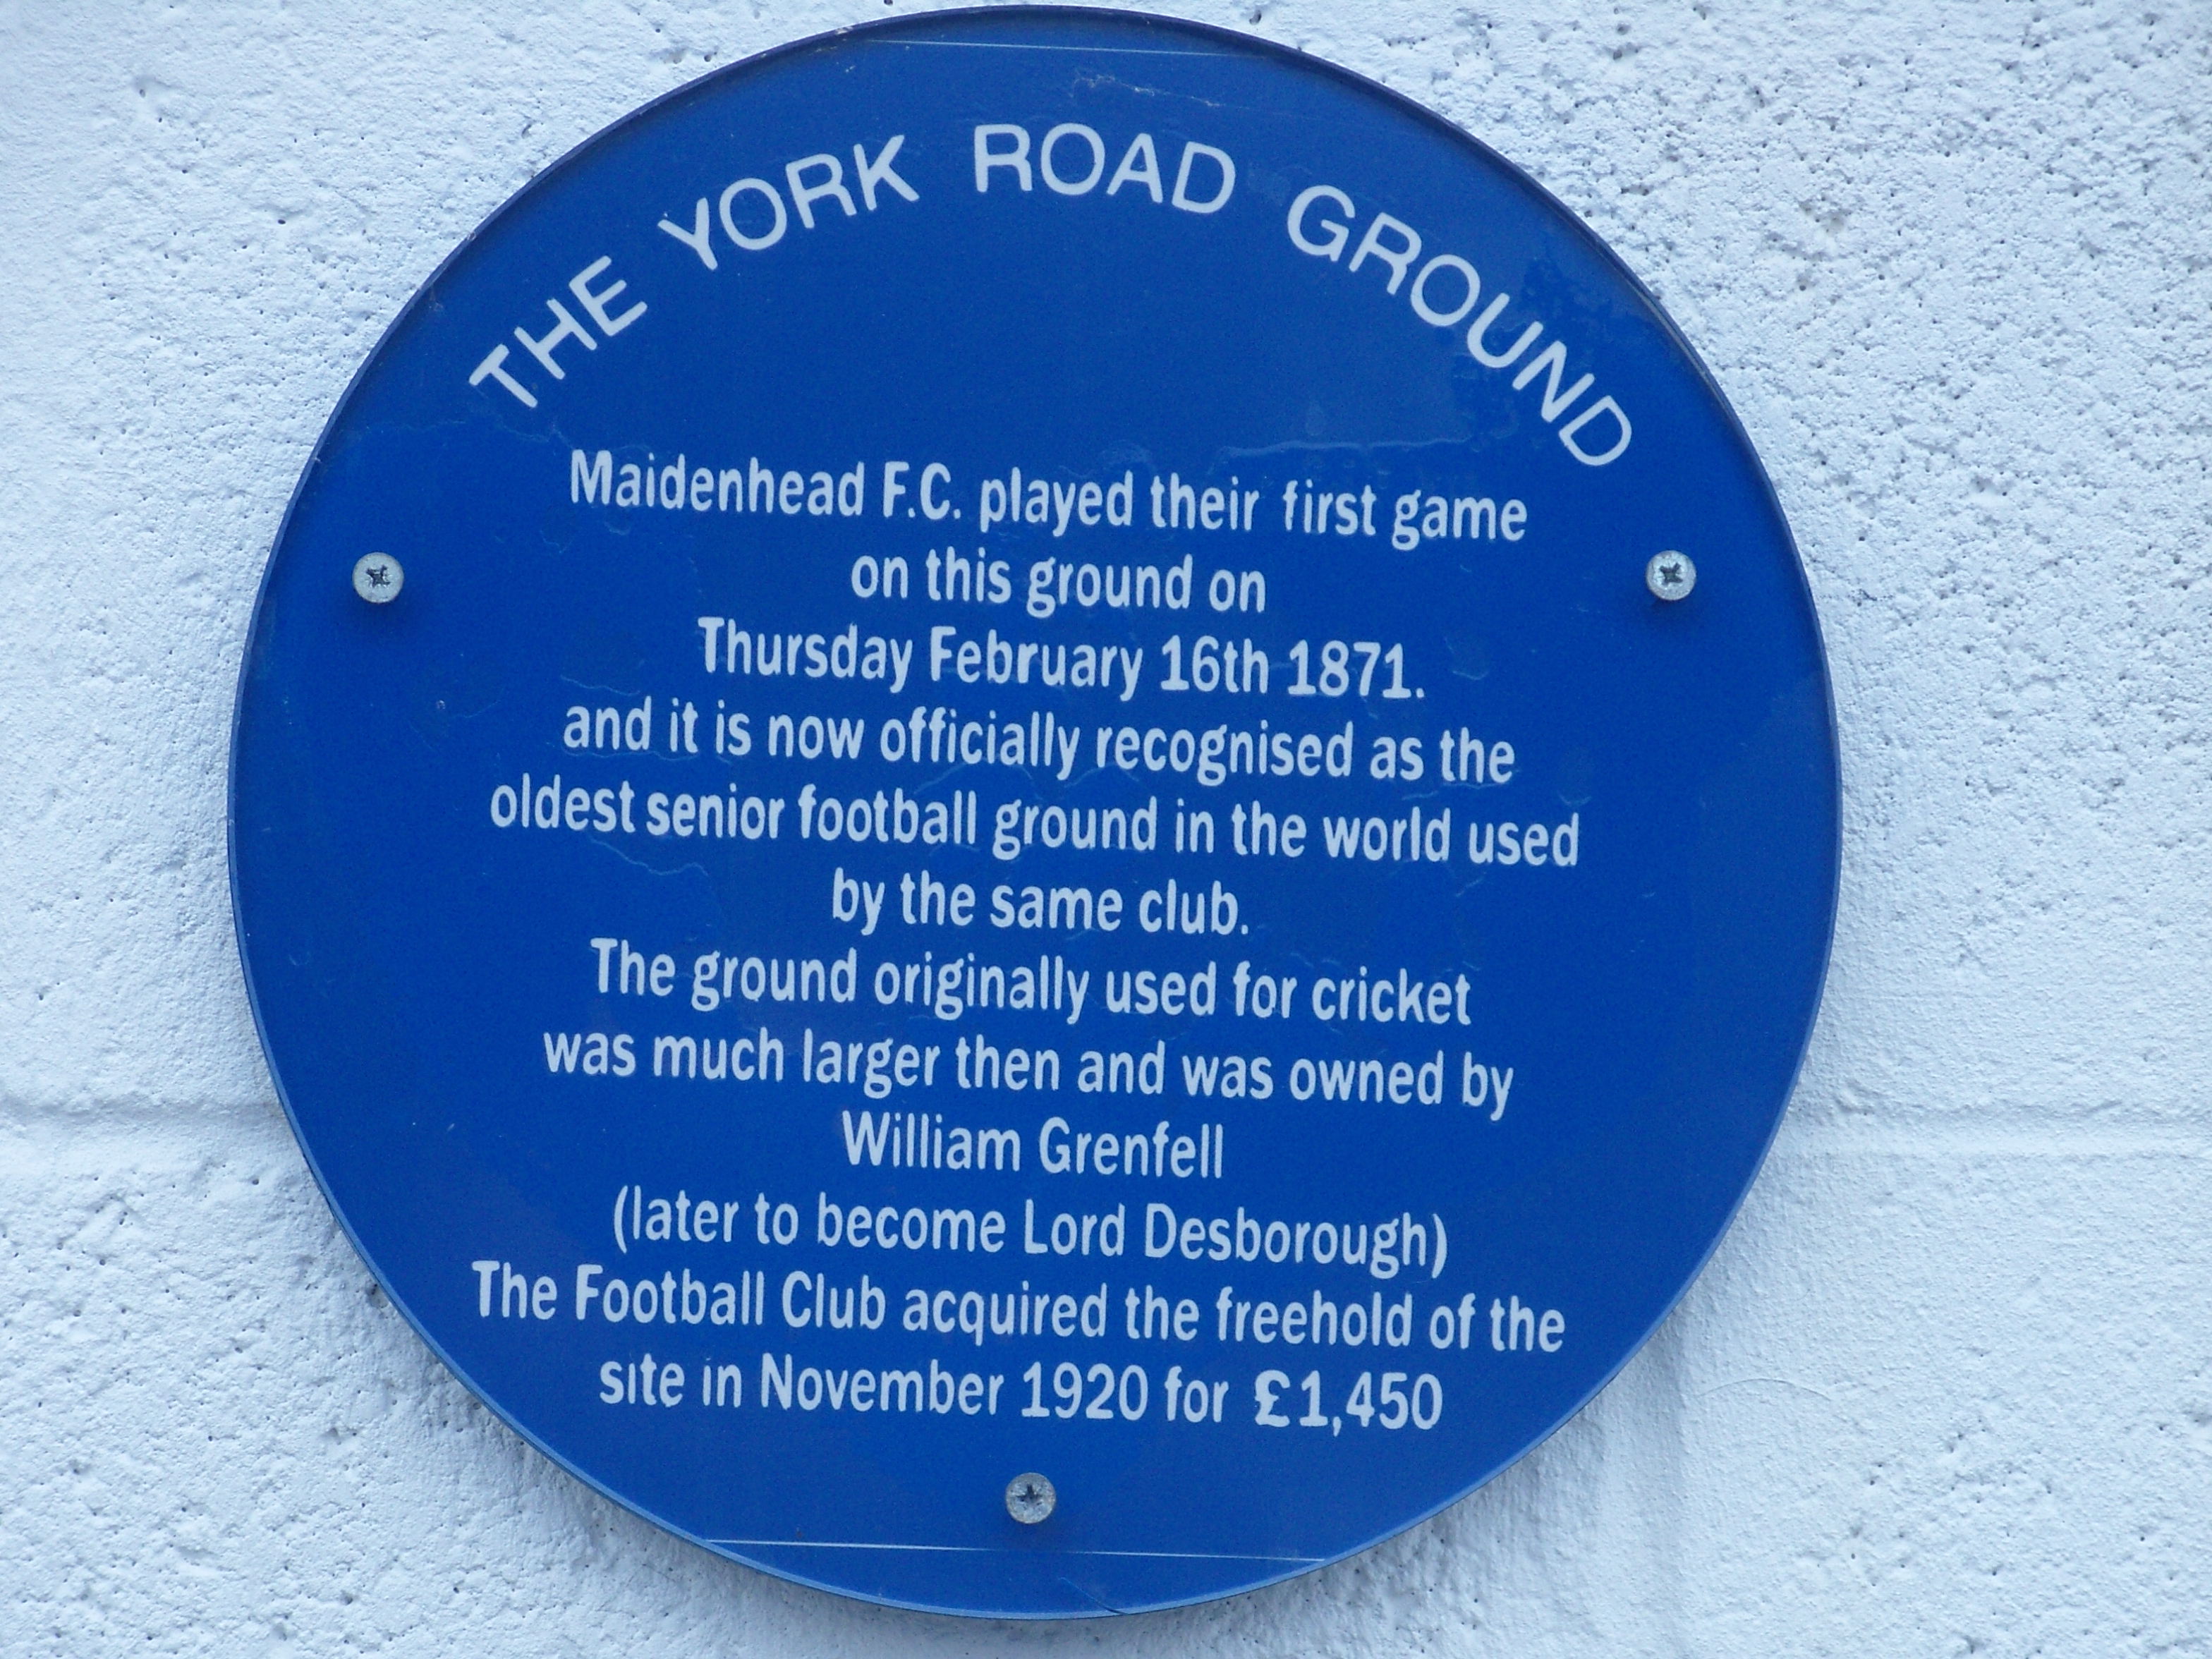 THE YORK ROAD GROUND
Maidenhead F.C. played their first game
on this ground on
Thursday February 16th 1871.
and it is now officially recognised as the
oldest senior football ground in the world used
by the same club.
The ground originally used for cricket
was much larger then and was owned by
William Grenfell
(later to become Lord Desborough)
The Football Club acquired the freehold of the
site in November 1920 for £1,450